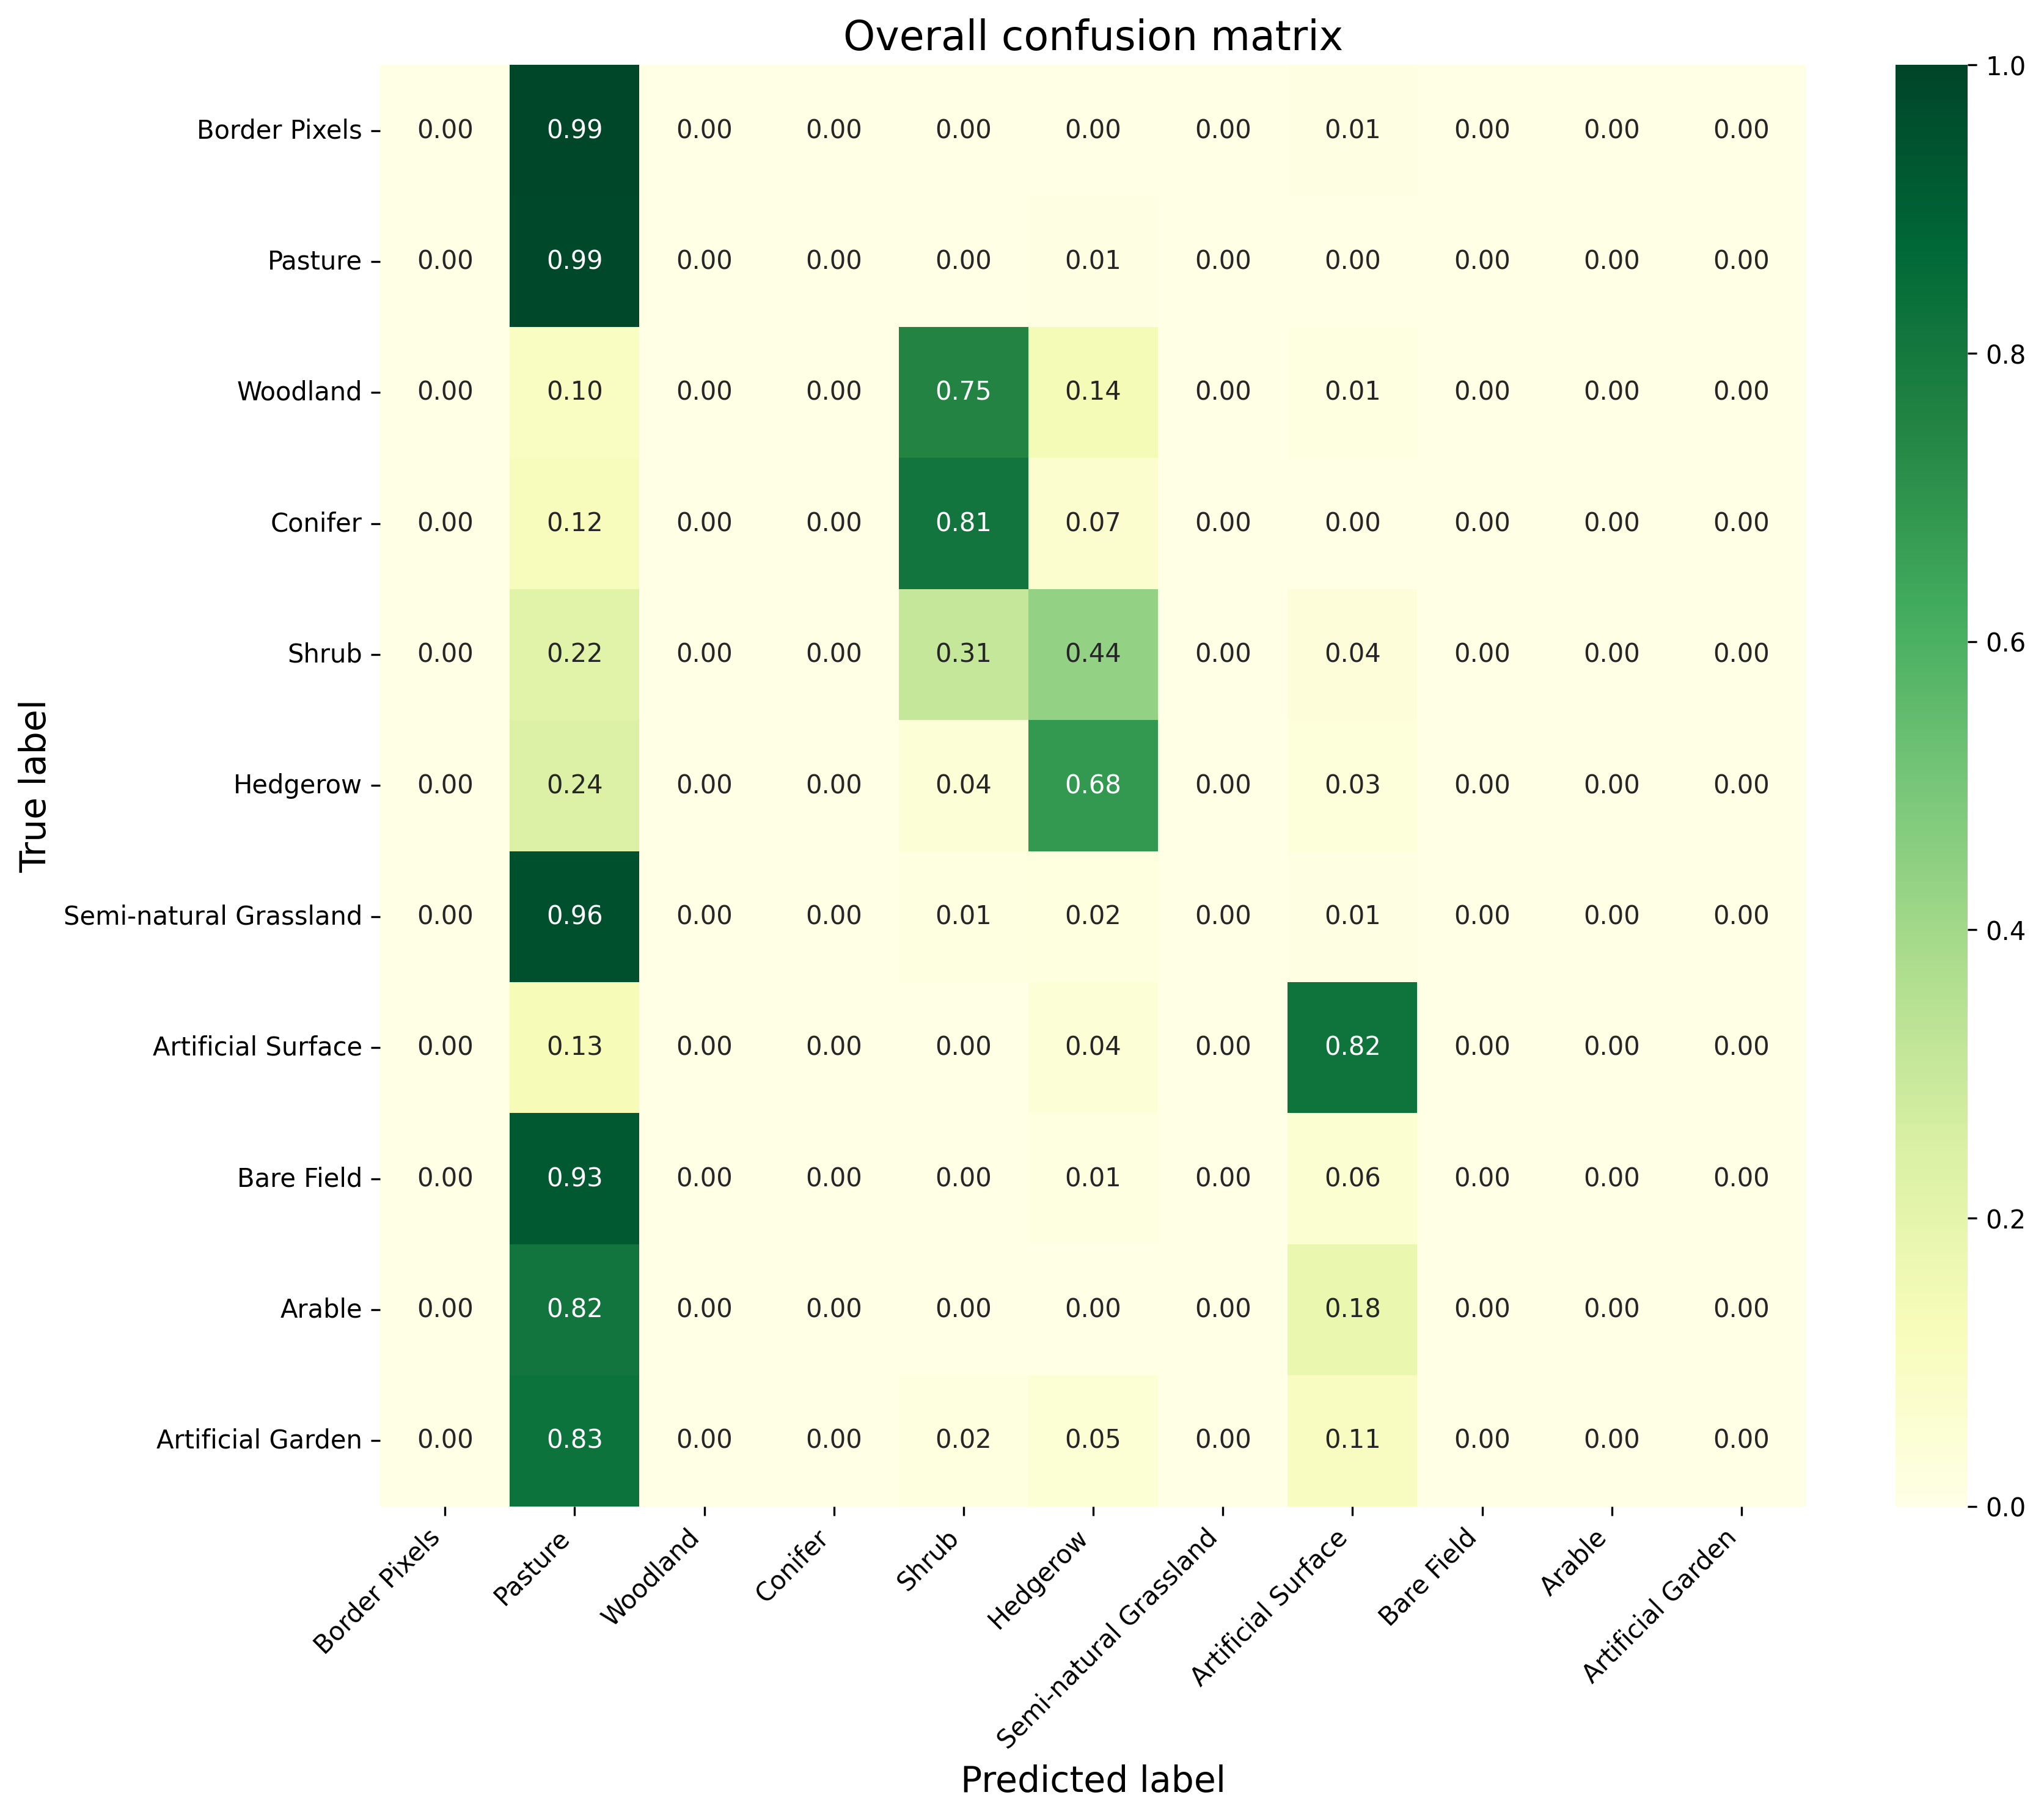 Overall confusion matrix
True label
Border Pixels 0.00 0.99 0.00 0.00 0.00 0.00 0.00 0.01 0.00 0.00 0.00
Pasture 0.00 0.99 0.00 0.00 0.00 0.01 0.00 0.00 0.00 0.00 0.00
Woodland 0.00 0.10 0.00 0.00 0.75 0.14 0.00 0.01 0.00 0.00 0.00
Conifer 0.00 0.12 0.00 0.00 0.81 0.07 0.00 0.00 0.00 0.00 0.00
Shrub 0.00 0.22 0.00 0.00 0.31 0.44 0.00 0.04 0.00 0.00 0.00
Hedgerow 0.00 0.24 0.00 0.00 0.04 0.68 0.00 0.03 0.00 0.00 0.00
Semi-natural Grassland 0.00 0.96 0.00 0.00 0.01 0.02 0.00 0.01 0.00 0.00 0.00
Artificial Surface 0.00 0.13 0.00 0.00 0.00 0.04 0.00 0.82 0.00 0.00 0.00
Bare Field 0.00 0.93 0.00 0.00 0.00 0.01 0.00 0.06 0.00 0.00 0.00
Arable 0.00 0.82 0.00 0.00 0.00 0.00 0.00 0.18 0.00 0.00 0.00
Artificial Garden 0.00 0.83 0.00 0.00 0.02 0.05 0.00 0.11 0.00 0.00 0.00
Border Pixels
Pasture
Woodland
Conifer
Shrub
Hedgerow
Semi-natural Grassland
Artificial Surface
Bare Field
Arable
Artificial Garden
Predicted label
1.0
0.8
0.6
0.4
0.2
0.0